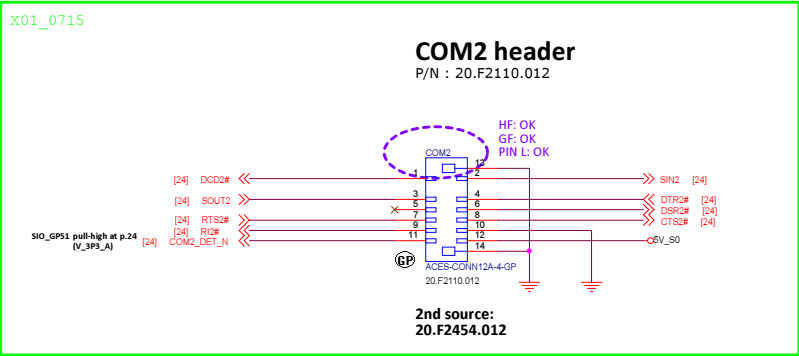 X01_0715
COM2 header
P/N : 20.F2110.012
HF: OK
GF: OK
PIN L: OK
COM2
13
1
2
[24] DCD2#
SIN2 [24]
3
4
[24] SOUT2
DTR2# [24]
5
6
DSR2# [24]
7
8
[24] RTS2#
CTS2# [24]
9
10
[24] RI2#
11
12
SIO_GP51 pull-high at p.24
(V_3P3_A)
[24] COM2_DET_N
5V_S0
14
GP
ACES-CONN12A-4-GP
20.F2110.012
2nd source:
20.F2454.012